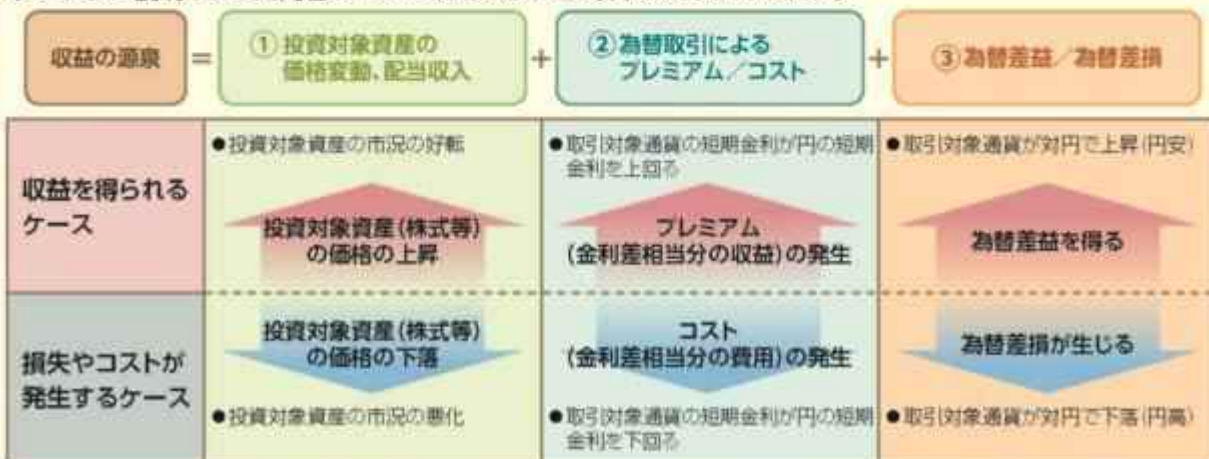 収益の源泉
=
①投資対象資産の
価格変動、配当収入
+
②為替取引による
プレミアム/コスト
+
③為替差益/為替差損
収益を得られる
ケース
●投資対象資産の市況の好転
投資対象資産(株式等)
の価格の上昇
●取引対象通貨の短期金利が円の短期
金利を上回る
プレミアム
(金利差相当分の収益)の発生
●取引対象通貨が対円で上昇(円安)
為替差益を得る
損失やコストが
発生するケース
投資対象資産(株式等)
の価格の下落
●投資対象資産の市況の悪化
コスト
(金利差相当分の費用)の発生
●取引対象通貨の短期金利が円の短期
金利を下回る
為替差損が生じる
●取引対象通貨が対円で下落(円高)